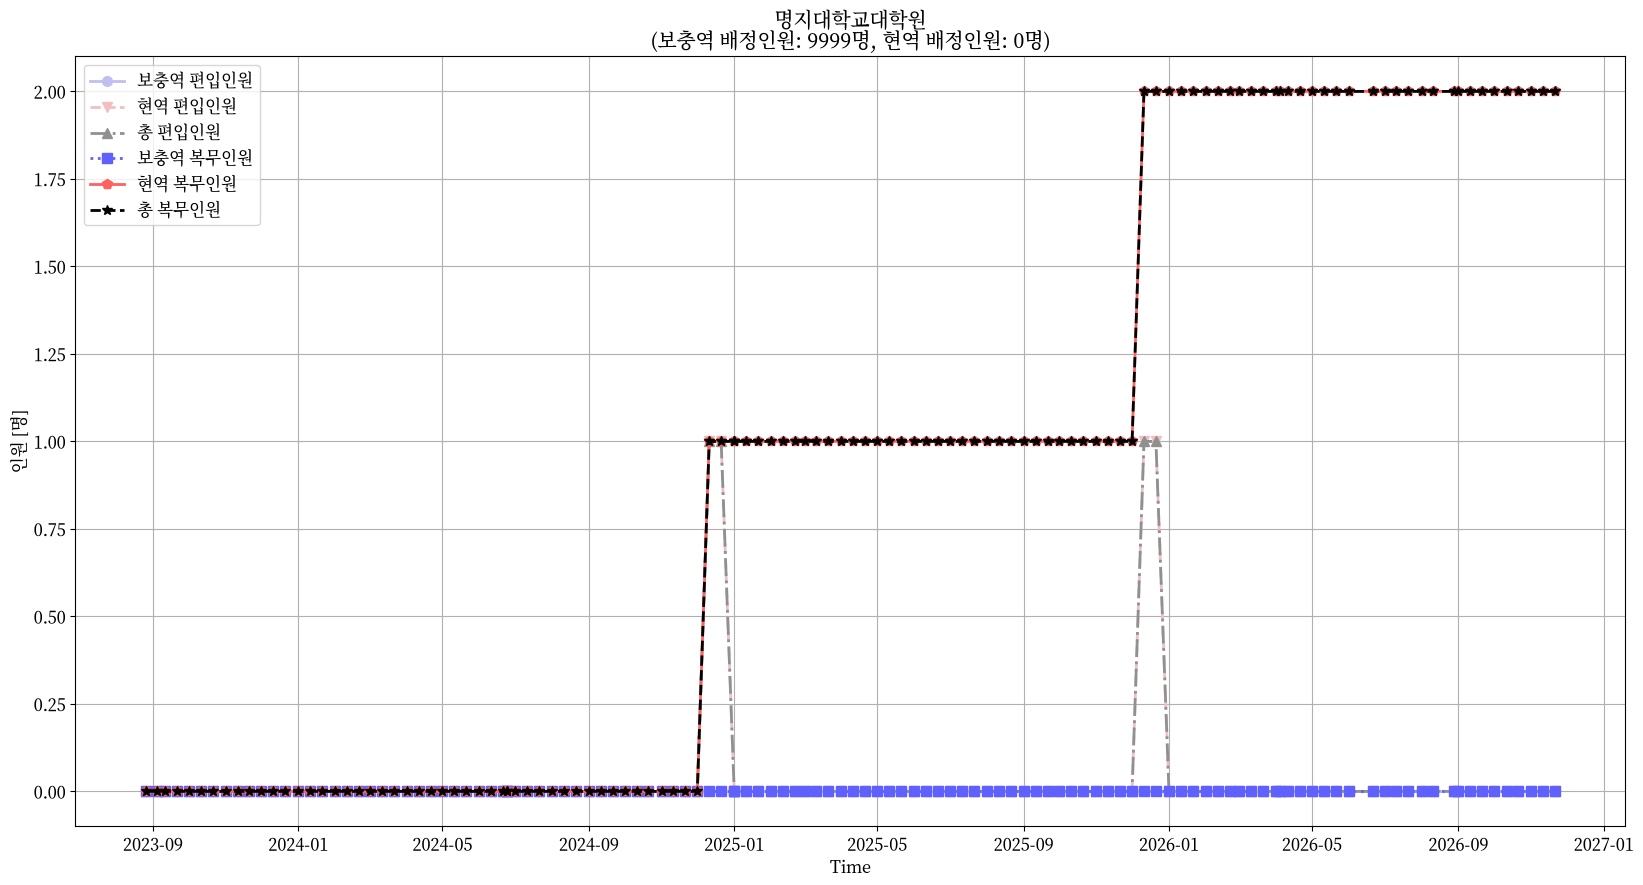 명지대학교대학원
(보충역 배정인원: 9999명, 현역 배정인원: 0명)
보충역 편입인원
현역 편입인원
총 편입인원
보충역 복무인원
현역 복무인원
총 복무인원
2.00
1.75
1.50
1.25
1.00
0.75
0.50
0.25
0.00
인원 [명]
2023-09
2024-01
2024-05
2024-09
2025-01
2025-05
2025-09
2026-01
2026-05
2026-09
2027-01
Time